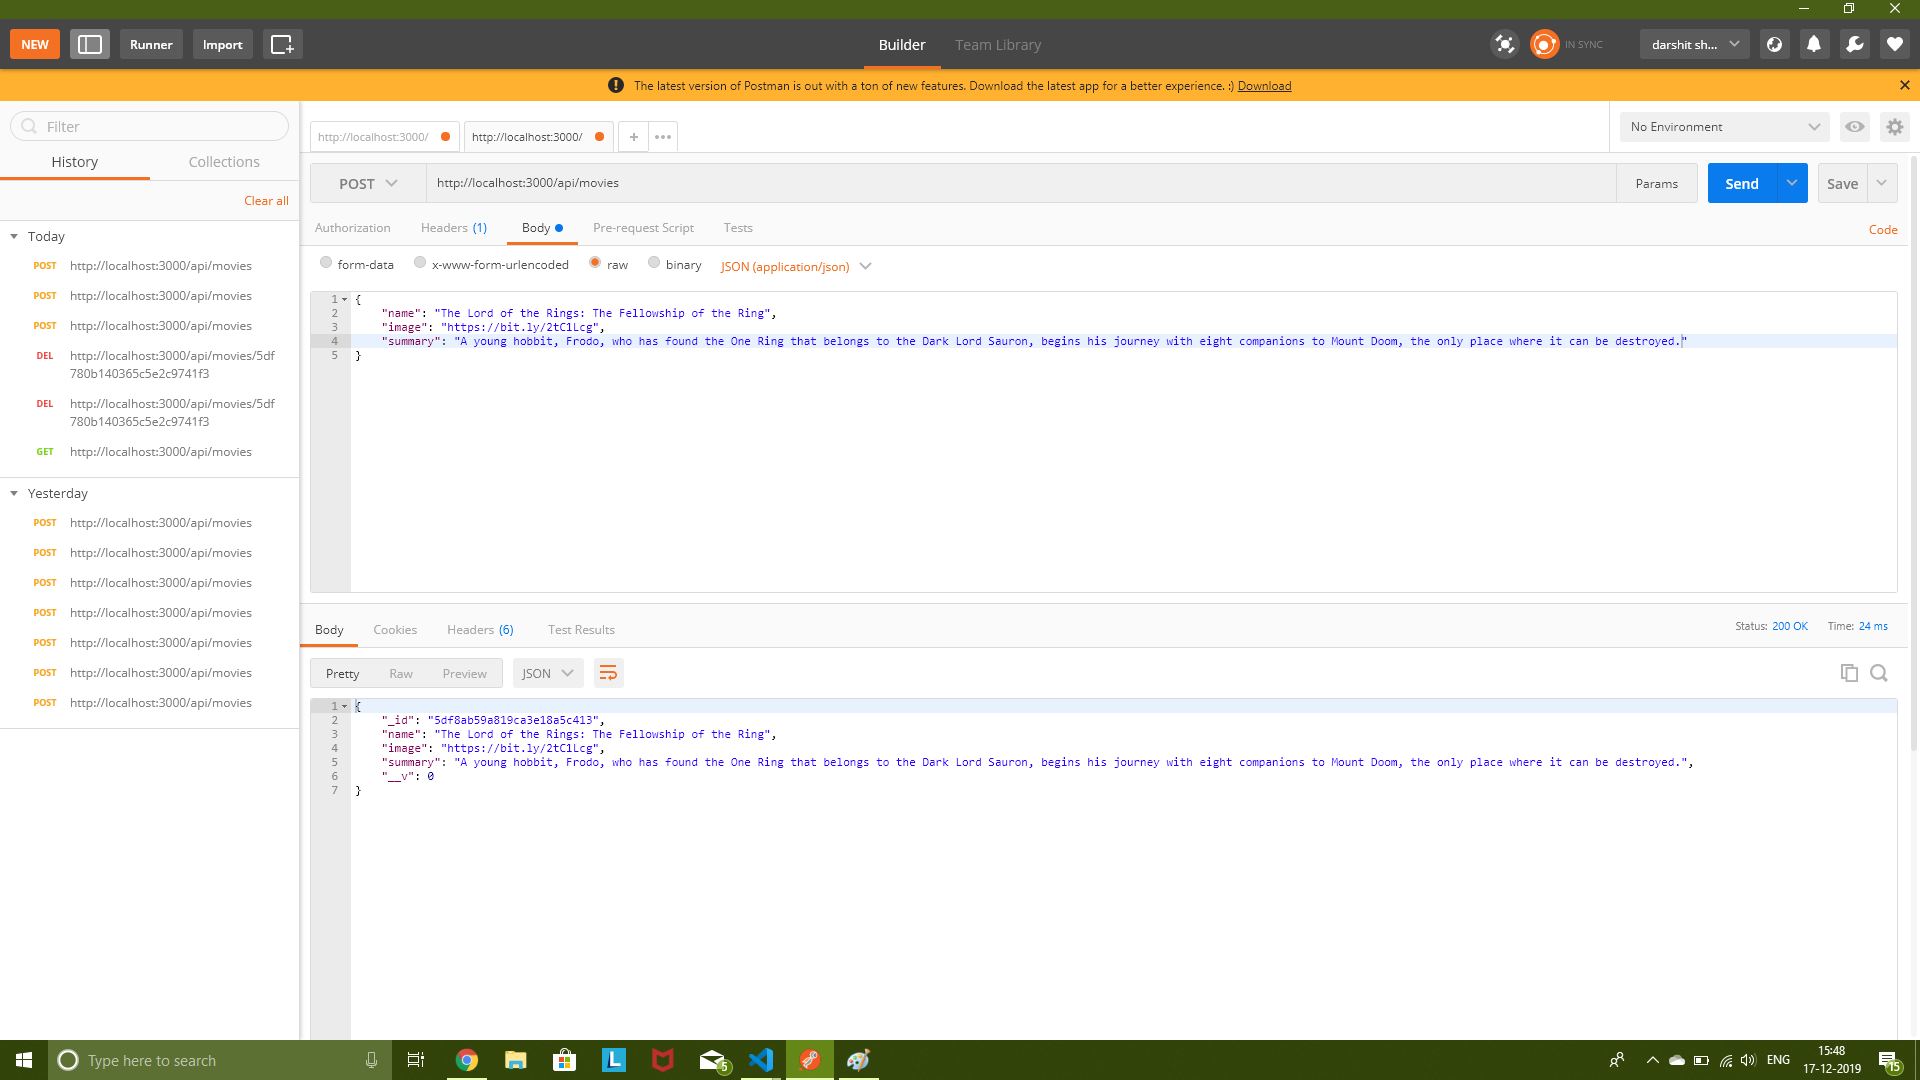 NEW
Runner
Import
Builder
Team Library
IN SYNC
darshit sh...
The latest version of Postman is out with a ton of new features. Download the latest app for a better experience. :) Download
Filter
History
Collections
Clear all
Today
POST http://localhost:3000/api/movies
POST http://localhost:3000/api/movies
POST http://localhost:3000/api/movies
DEL http://localhost:3000/api/movies/5df
780b140365c5e2c9741f3
DEL http://localhost:3000/api/movies/5df
780b140365c5e2c9741f3
GET http://localhost:3000/api/movies
Yesterday
POST http://localhost:3000/api/movies
POST http://localhost:3000/api/movies
POST http://localhost:3000/api/movies
POST http://localhost:3000/api/movies
POST http://localhost:3000/api/movies
POST http://localhost:3000/api/movies
POST http://localhost:3000/api/movies
http://localhost:3000/
http://localhost:3000/
No Environment
POST
http://localhost:3000/api/movies
Params
Send
Save
Authorization
Headers (1)
Body
Pre-request Script
Tests
Code
form-data
x-www-form-urlencoded
raw
binary
JSON (application/json)
1 {
2 "name": "The Lord of the Rings: The Fellowship of the Ring",
3 "image": "https://bit.ly/2tC1Lcg",
4 "summary": "A young hobbit, Frodo, who has found the One Ring that belongs to the Dark Lord Sauron, begins his journey with eight companions to Mount Doom, the only place where it can be destroyed."
5 }
Body
Cookies
Headers (6)
Test Results
Status: 200 OK
Time: 24 ms
Pretty
Raw
Preview
JSON
1 {
2 "_id": "5df8ab59a819ca3e18a5c413",
3 "name": "The Lord of the Rings: The Fellowship of the Ring",
4 "image": "https://bit.ly/2tC1Lcg",
5 "summary": "A young hobbit, Frodo, who has found the One Ring that belongs to the Dark Lord Sauron, begins his journey with eight companions to Mount Doom, the only place where it can be destroyed.",
6 "__v": 0
7 }
Type here to search
L
5
ENG
15:48
17-12-2019
15